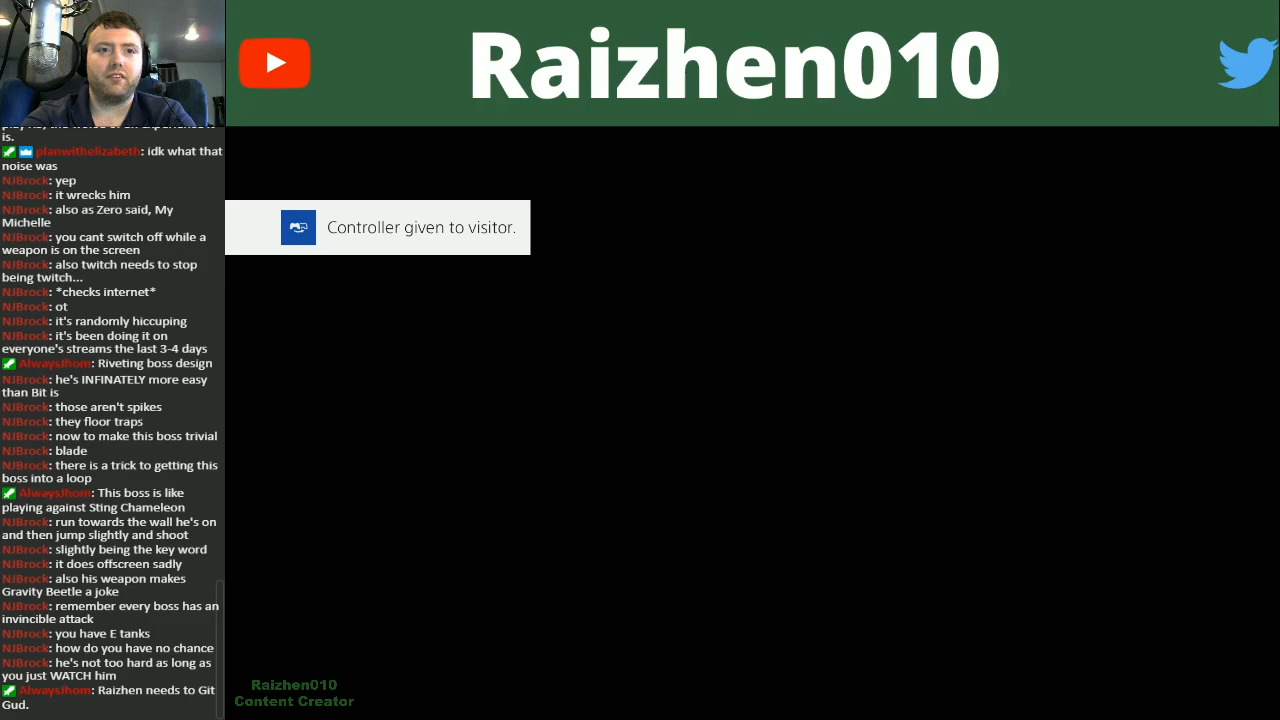 Raizhen010
is.
planwithelizabeth: idk what that
noise was
NJBrock: yep
NJBrock: it wrecks him
NJBrock: also as Zero said, My
Michelle
NJBrock: you cant switch off while a
weapon is on the screen
NJBrock: also twitch needs to stop
being twitch...
NJBrock: *checks internet*
NJBrock: ot
NJBrock: it's randomly hiccuping
NJBrock: it's been doing it on
everyone's streams the last 3-4 days
AlwaysJhom: Riveting boss design
NJBrock: he's INFINATELY more easy
than Bit is
NJBrock: those aren't spikes
NJBrock: they floor traps
NJBrock: now to make this boss trivial
NJBrock: blade
NJBrock: there is a trick to getting this
boss into a loop
AlwaysJhom: This boss is like
playing against Sting Chameleon
NJBrock: run towards the wall he's on
and then jump slightly and shoot
NJBrock: slightly being the key word
NJBrock: it does offscreen sadly
NJBrock: also his weapon makes
Gravity Beetle a joke
NJBrock: remember every boss has an
invincible attack
NJBrock: you have E tanks
NJBrock: how do you have no chance
NJBrock: he's not too hard as long as
you just WATCH him
AlwaysJhom: Raizhen needs to Git
Gud.
Controller given to visitor.
Raizhen010
Content Creator